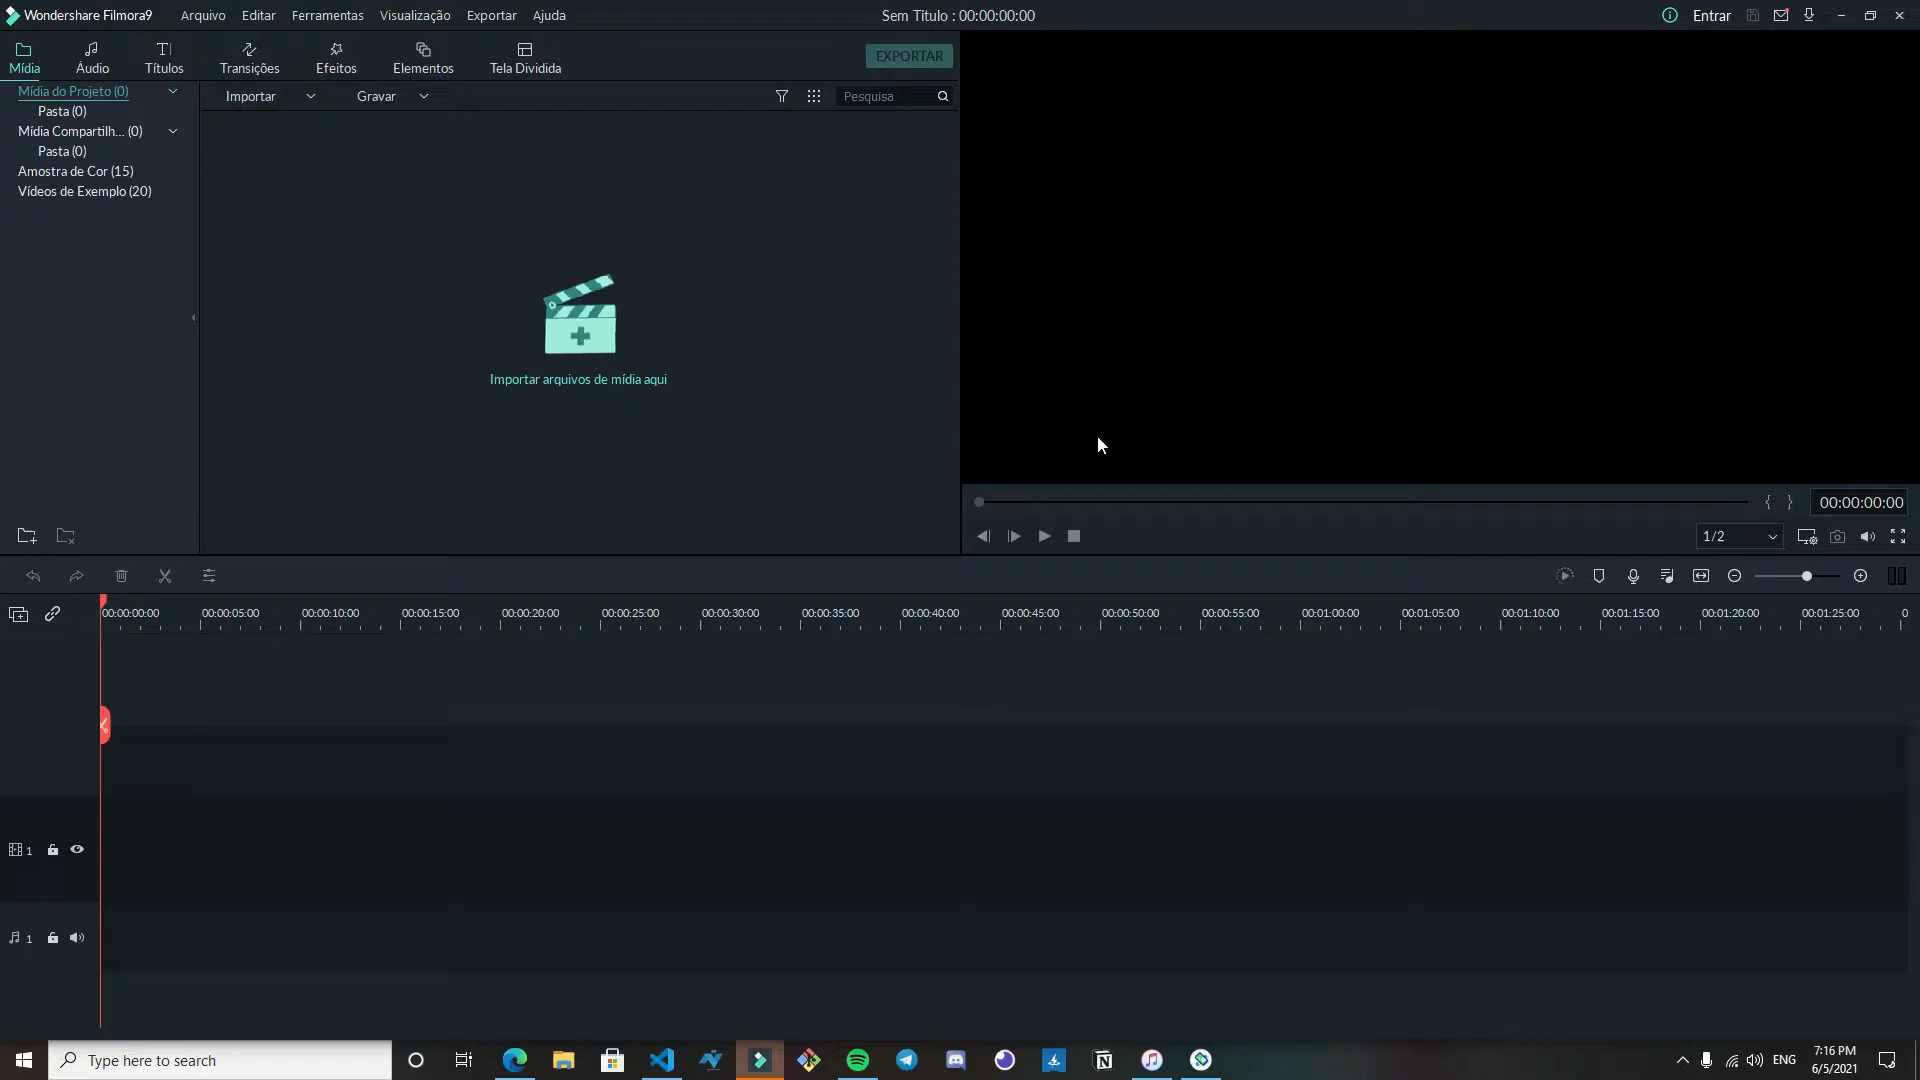 Wondershare Filmora9 Arquivo Editar Ferramentas Visualização Exportar Ajuda Sem Titulo : 00:00:00:00 Entrar
Mídia Áudio Títulos Transições Efeitos Elementos Tela Dividida EXPORTAR
Mídia do Projeto (0)
Pasta (0)
Mídia Compartilh... (0)
Pasta (0)
Amostra de Cor (15)
Vídeos de Exemplo (20)
Importar Gravar Pesquisa
Importar arquivos de mídia aqui
{ } 00:00:00:00
1/2
00:00:00:00 00:00:05:00 00:00:10:00 00:00:15:00 00:00:20:00 00:00:25:00 00:00:30:00 00:00:35:00 00:00:40:00 00:00:45:00 00:00:50:00 00:00:55:00 00:01:00:00 00:01:05:00 00:01:10:00 00:01:15:00 00:01:20:00 00:01:25:00 0
1
1
Type here to search
ENG
7:16 PM
6/5/2021